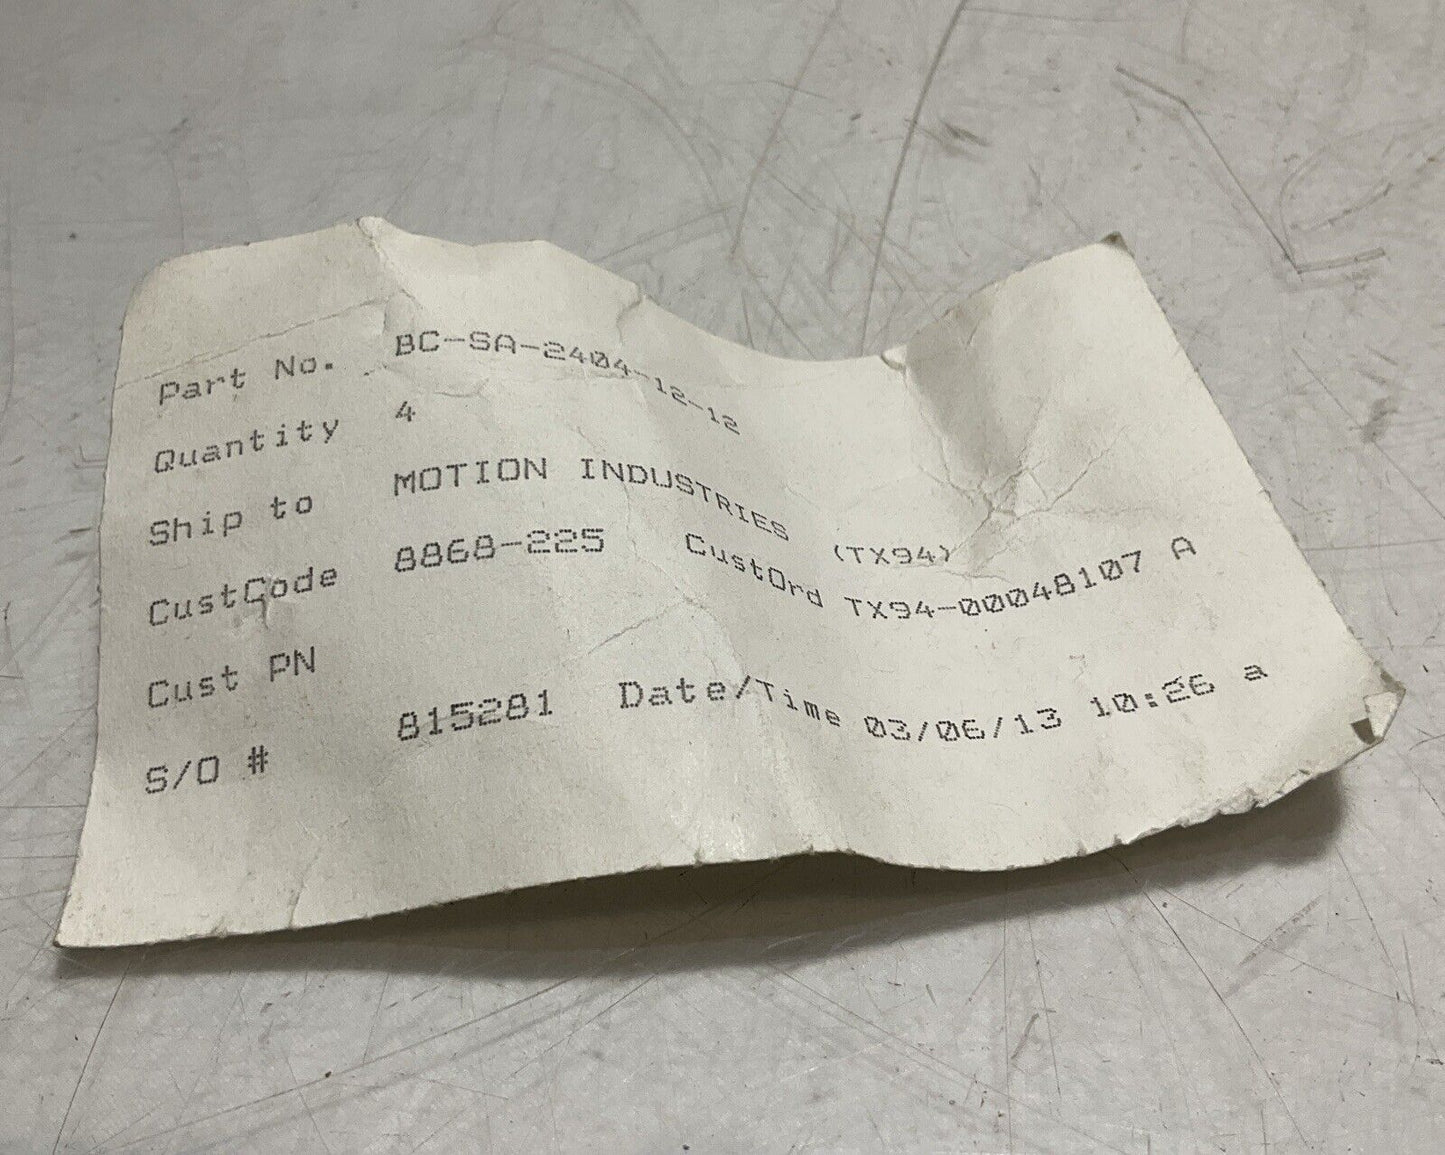 Part No. BC-SA-2404-12-12
Quantity 4
Ship to MOTION INDUSTRIES (TX94)
CustCode 8868-225 CustOrd TX94-00048107 A
Cust PN
S/O # 815281 Date/Time 03/06/13 10:26 a